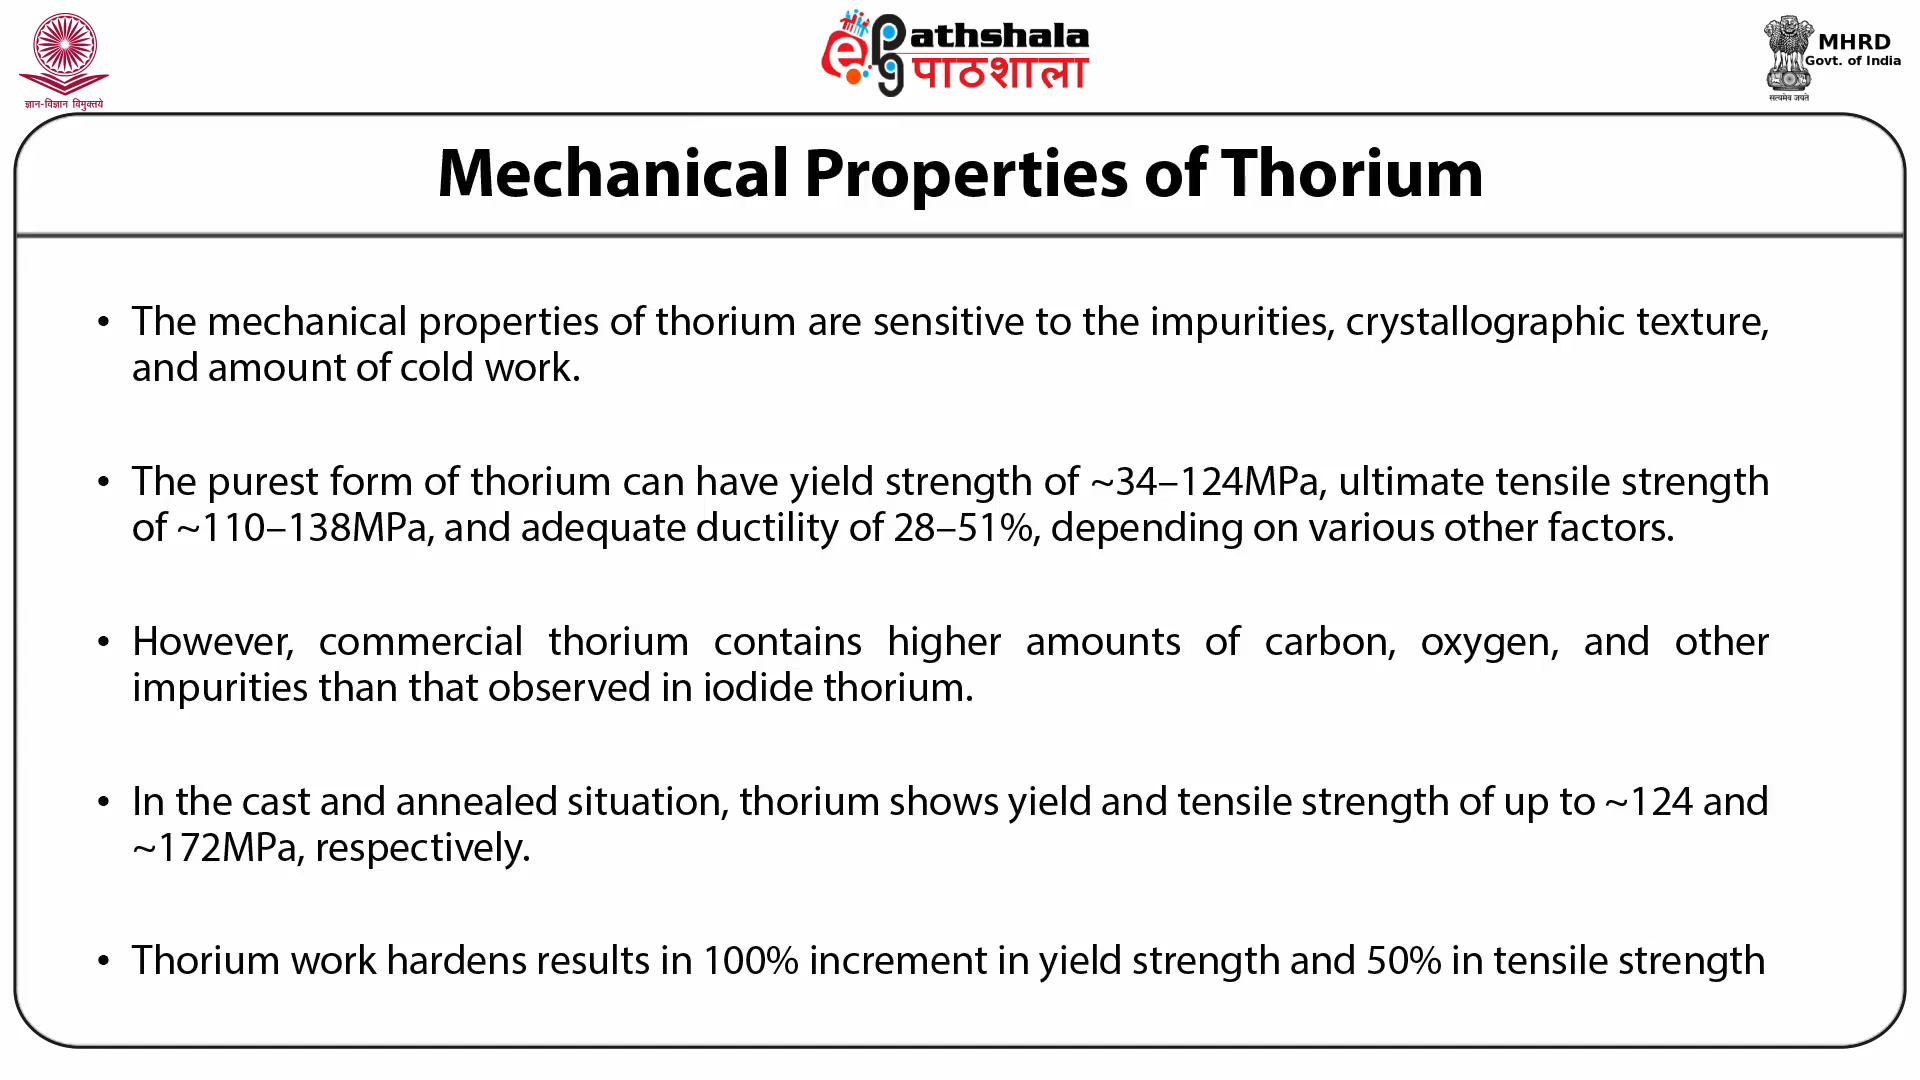 ज्ञान-विज्ञान विमुक्तये
ePathshala
पाठशाला
MHRD
Govt. of India
सत्यमेव जयते
Mechanical Properties of Thorium
• The mechanical properties of thorium are sensitive to the impurities, crystallographic texture,
and amount of cold work.
• The purest form of thorium can have yield strength of ~34–124MPa, ultimate tensile strength
of ~110–138MPa, and adequate ductility of 28–51%, depending on various other factors.
• However, commercial thorium contains higher amounts of carbon, oxygen, and other
impurities than that observed in iodide thorium.
• In the cast and annealed situation, thorium shows yield and tensile strength of up to ~124 and
~172MPa, respectively.
• Thorium work hardens results in 100% increment in yield strength and 50% in tensile strength